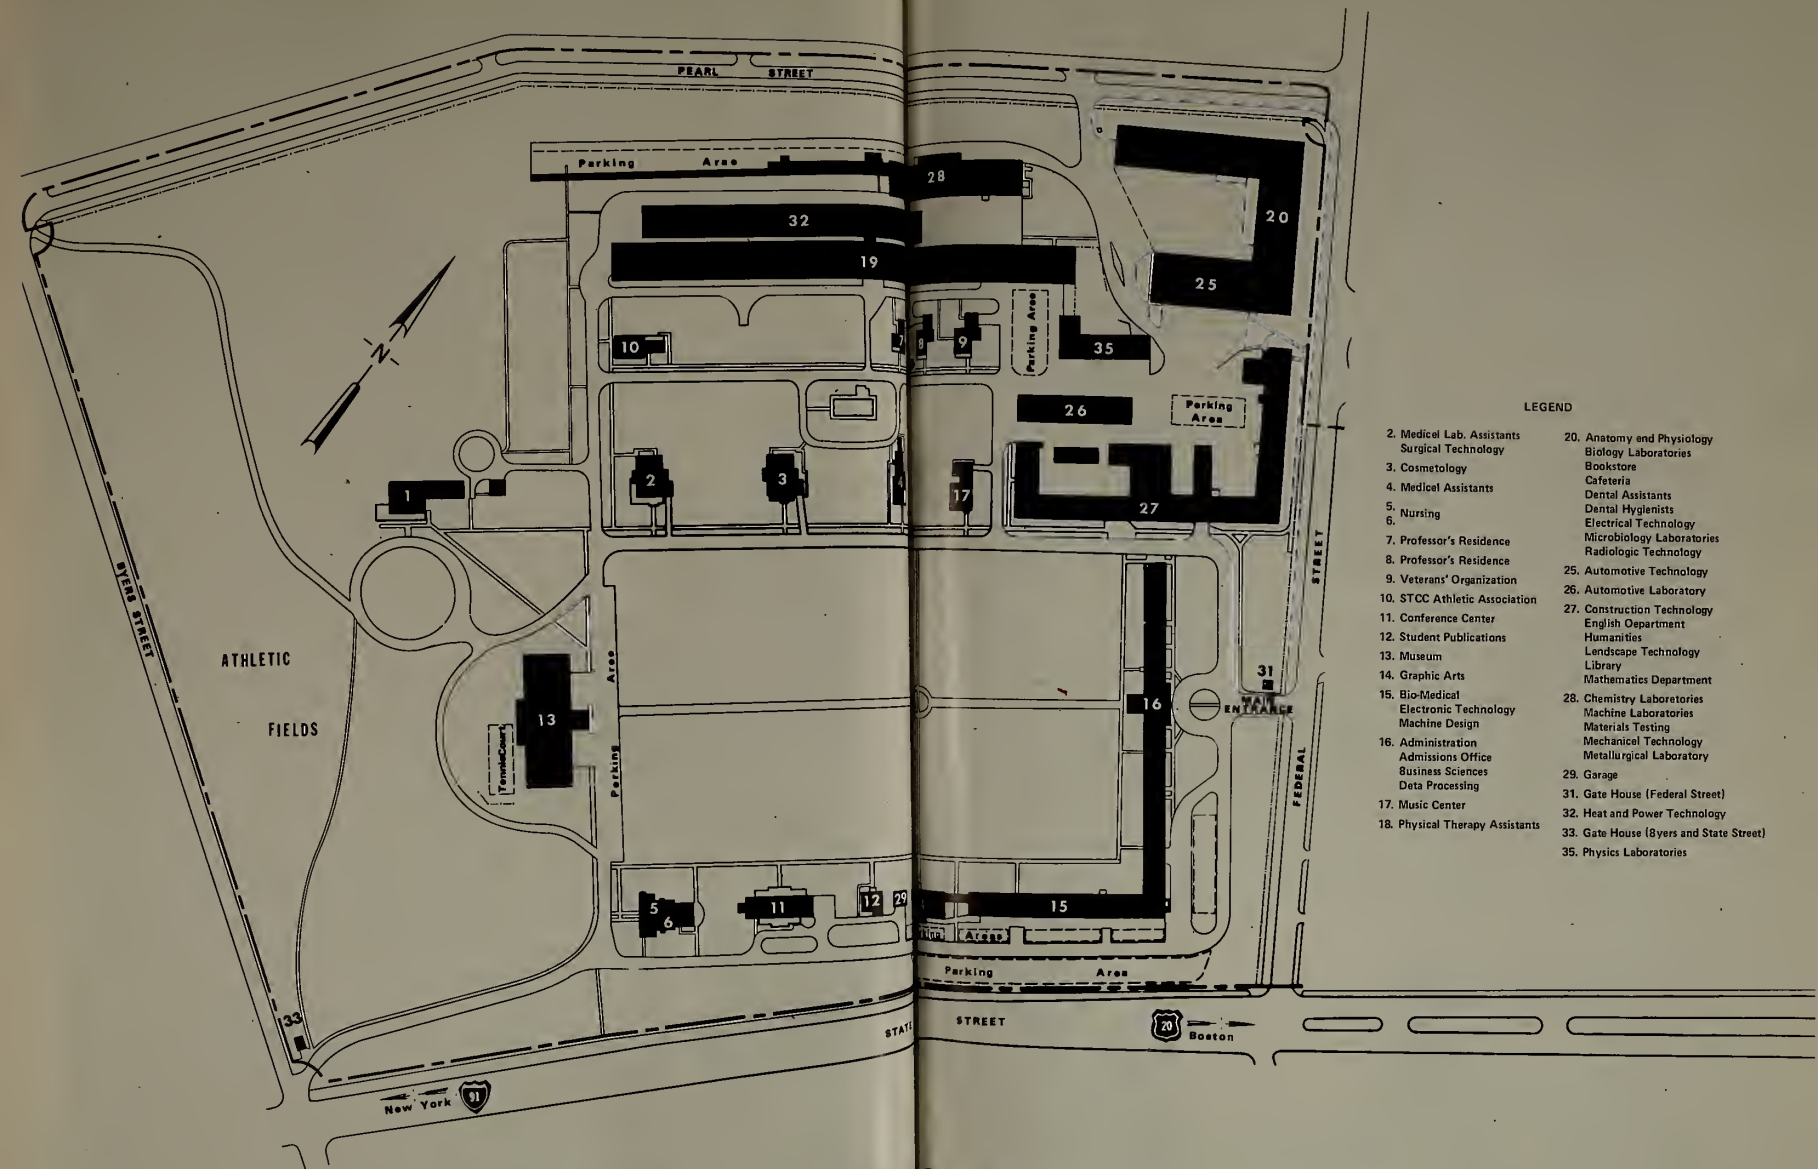 PEARL STREET
Parking Area
28
32
20
19
25
Parking Area
10
7
8
9
35
26
Parking
Area
N
1
2
3
4
17
27
BYERS STREET
ATHLETIC
FIELDS
13
TennisCourt
Parking Area
16
31
MAIN
ENTRANCE
FEDERAL STREET
5
6
11
12
29
15
Areas
Parking Area
33
STATE STREET
20
Boston
New York
91
LEGEND
2. Medicel Lab. Assistants
Surgical Technology
3. Cosmetology
4. Medicel Assistants
5.
6. Nursing
7. Professor's Residence
8. Professor's Residence
9. Veterans' Organization
10. STCC Athletic Association
11. Conference Center
12. Student Publications
13. Museum
14. Graphic Arts
15. Bio-Medical
Electronic Technology
Machine Design
16. Administration
Admissions Office
Business Sciences
Deta Processing
17. Music Center
18. Physical Therapy Assistants
20. Anatomy end Physiology
Biology Laboratories
Bookstore
Cafeteria
Dental Assistants
Dental Hygienists
Electrical Technology
Microbiology Laboratories
Radiologic Technology
25. Automotive Technology
26. Automotive Laboratory
27. Construction Technology
English Oepartment
Humanities
Lendscape Technology
Library
Mathematics Department
28. Chemistry Laboretories
Machine Laboratories
Materials Testing
Mechanicel Technology
Metallurgical Laboratory
29. Garage
31. Gate House (Federal Street)
32. Heat and Power Technology
33. Gate House (8yers and State Street)
35. Physics Laboratories